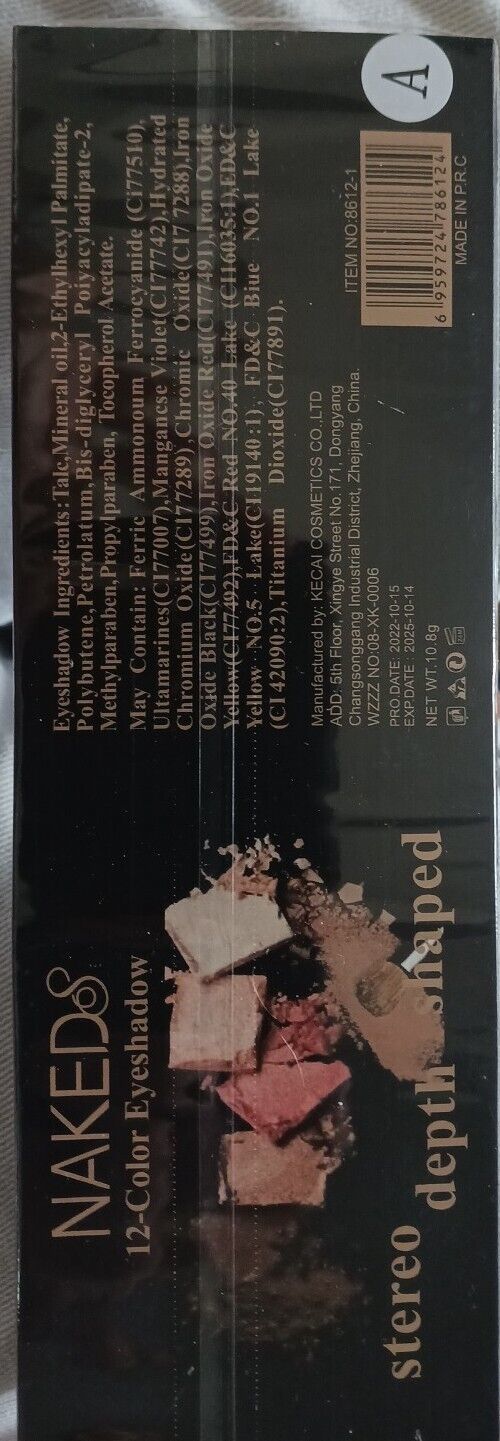 NAKED8
12-Color Eyeshadow
stereo
depth shaped
Eyeshadow Ingredients:Talc,Mineral oil,2-Ethylhexyl Palmitate,
Polybutene,Petrolatum,Bis-diglyceryl Polyacyladipate-2,
Methylparaben,Propylparaben,Tocopherol Acetate.
May Contain: Ferric Ammonoum Ferrocyanide (Ci77510),
Ultamarines(CI77007),Manganese Violet(CI77742),Hydrated
Chromium Oxide(CI77289),Chromic Oxide(CI77288),Iron
Oxade Black(CI77499),Iron Oxide Red(CI77491),Iron Oxide
Yellow(CI77492),FD&C Red NO.40 Lake (CI16035:1),FD&C
Yellow NO.5 Lake(CI19140:1), FD&C Blue NO.1 Lake
(CI 42090:2),Titanium Dioxide(CI77891).
Manufactured by: KECAI COSMETICS CO.,LTD
ADD: 5th Floor, Xingye Street No.171, Dongyang
Changsonggang Industrial District, Zhejiang, China.
WZZZ NO:08-XK-0006
PRO.DATE: 2022-10-15
EXPDATE: 2025-10-14
NET WT:10.8g
ITEM NO:8612-1
6 959724 786124
MADE IN P.R.C
A